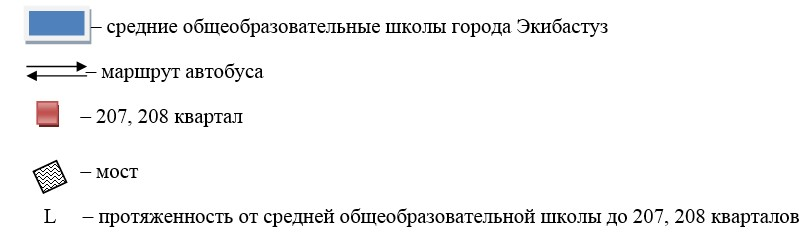 – средние общеобразовательные школы города Экибастуз
– маршрут автобуса
– 207, 208 квартал
– мост
L – протяженность от средней общеобразовательной школы до 207, 208 кварталов